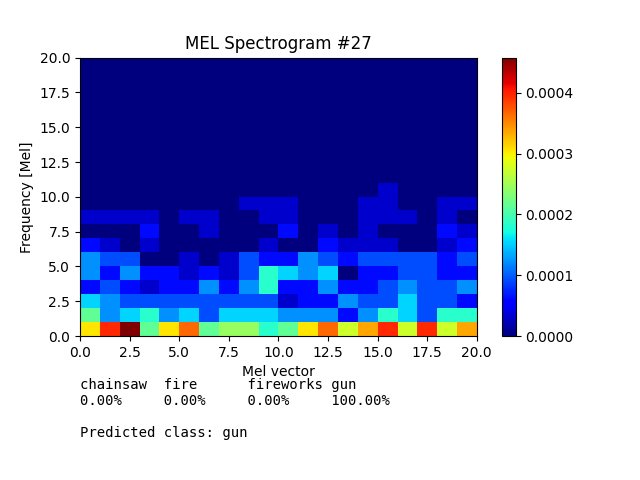 MEL Spectrogram #27
Frequency [Mel]
20.0
17.5
15.0
12.5
10.0
7.5
5.0
2.5
0.0
0.0 2.5 5.0 7.5 10.0 12.5 15.0 17.5 20.0
Mel vector
0.0004
0.0003
0.0002
0.0001
0.0000
chainsaw fire fireworks gun
0.00% 0.00% 0.00% 100.00%
Predicted class: gun